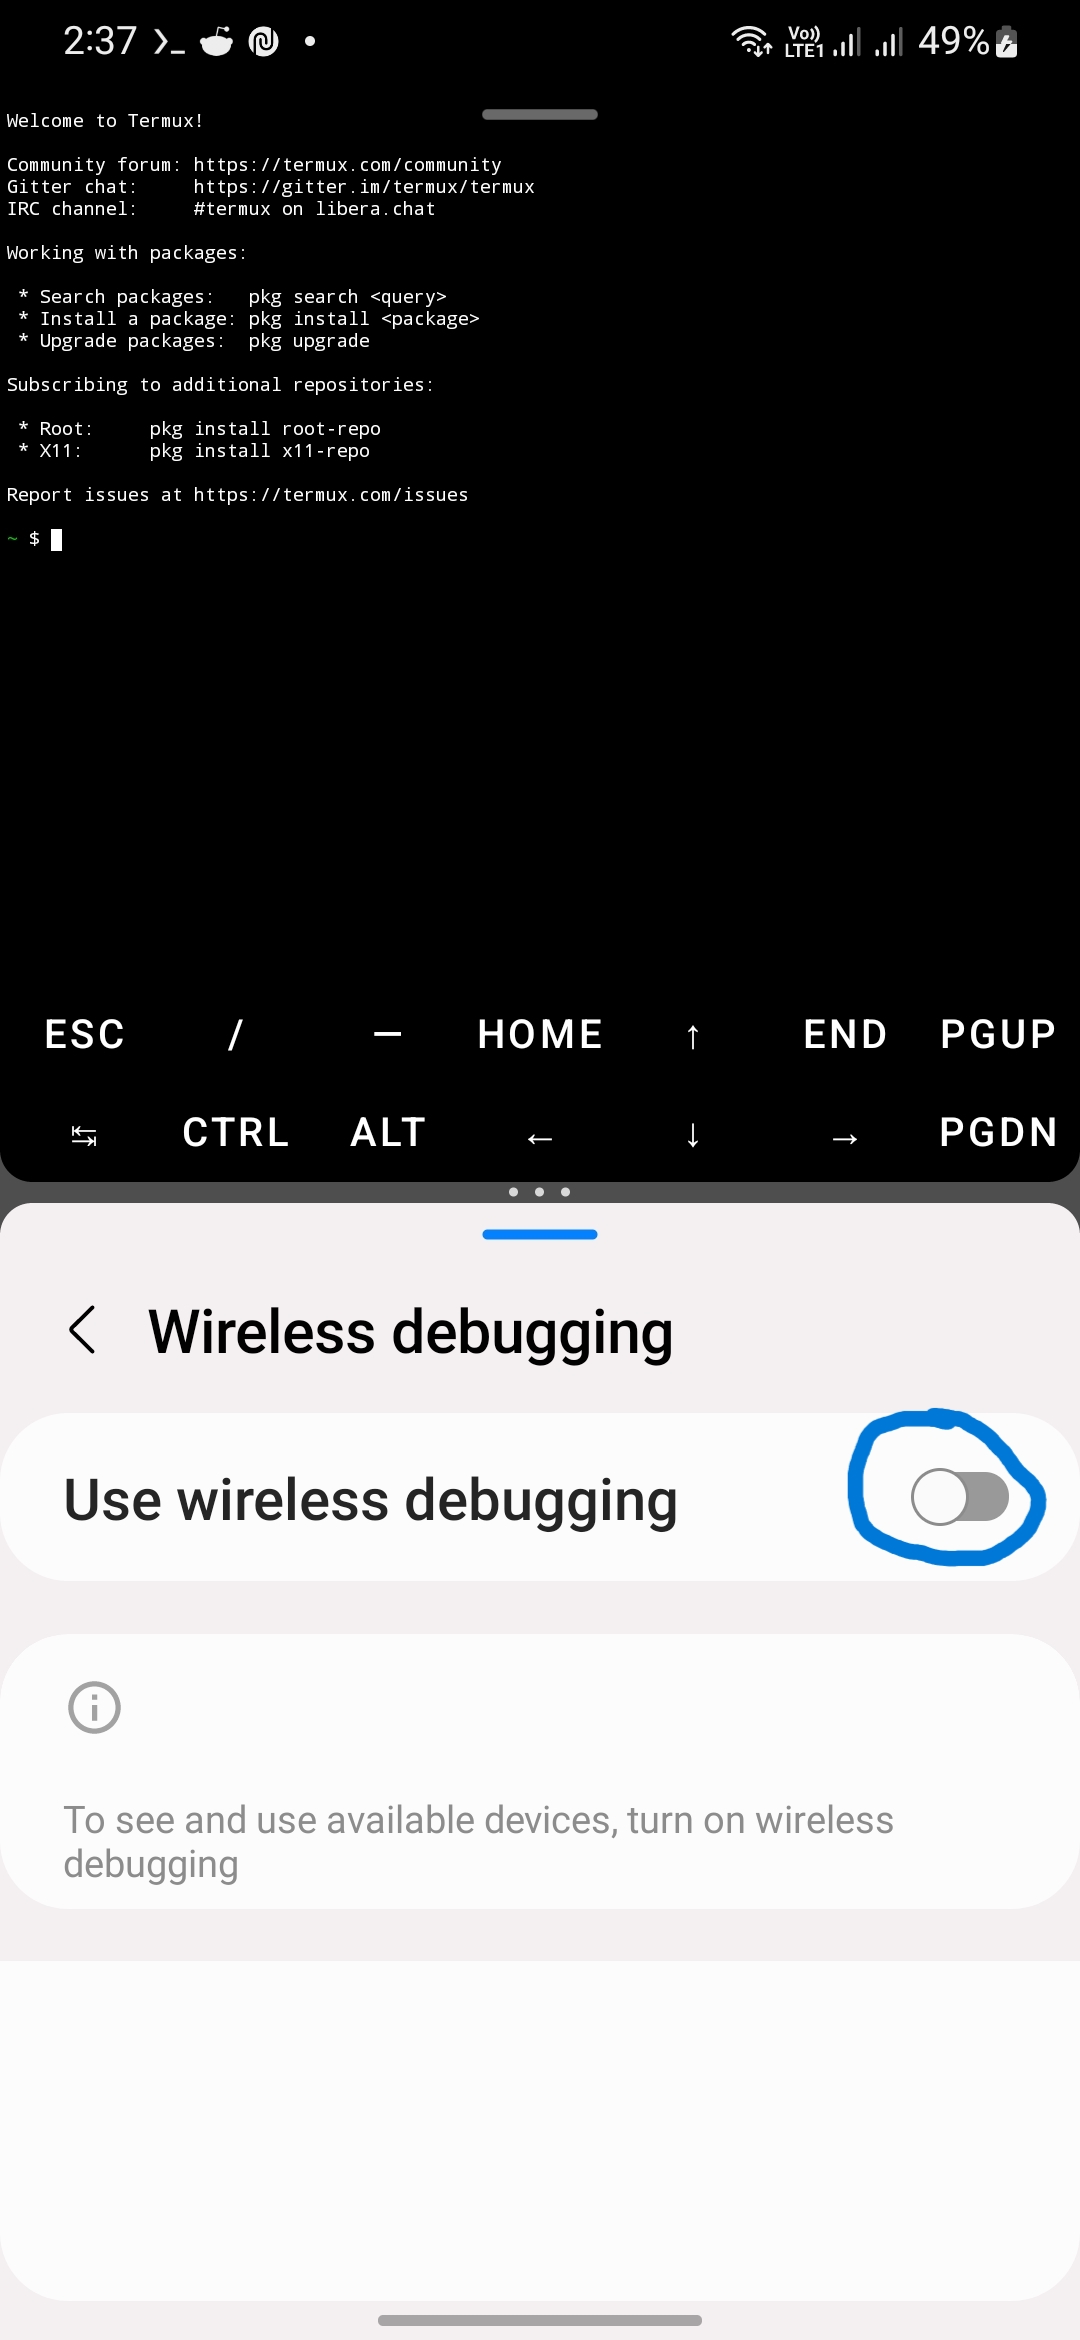 2:37 Vo)) LTE1 49%
Welcome to Termux!
Community forum: https://termux.com/community
Gitter chat: https://gitter.im/termux/termux
IRC channel: #termux on libera.chat
Working with packages:
* Search packages: pkg search <query>
* Install a package: pkg install <package>
* Upgrade packages: pkg upgrade
Subscribing to additional repositories:
* Root: pkg install root-repo
* X11: pkg install x11-repo
Report issues at https://termux.com/issues
~ $
ESC / — HOME ↑ END PGUP
⇆ CTRL ALT ← ↓ → PGDN
Wireless debugging
Use wireless debugging
To see and use available devices, turn on wireless
debugging